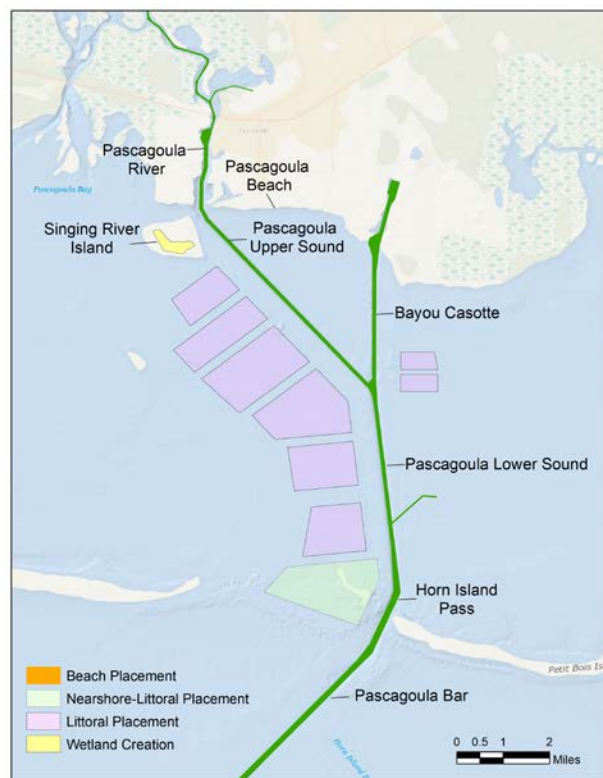 Pascagoula
River
Pascagoula
Beach
Pascagoula Bay
Singing River
Island
Pascagoula
Upper Sound
Bayou Casotte
Pascagoula Lower Sound
Horn Island
Pass
Petit Bois Is
Pascagoula Bar
Beach Placement
Nearshore-Littoral Placement
Littoral Placement
Wetland Creation
0 0.5 1 2
Miles
Horn Island